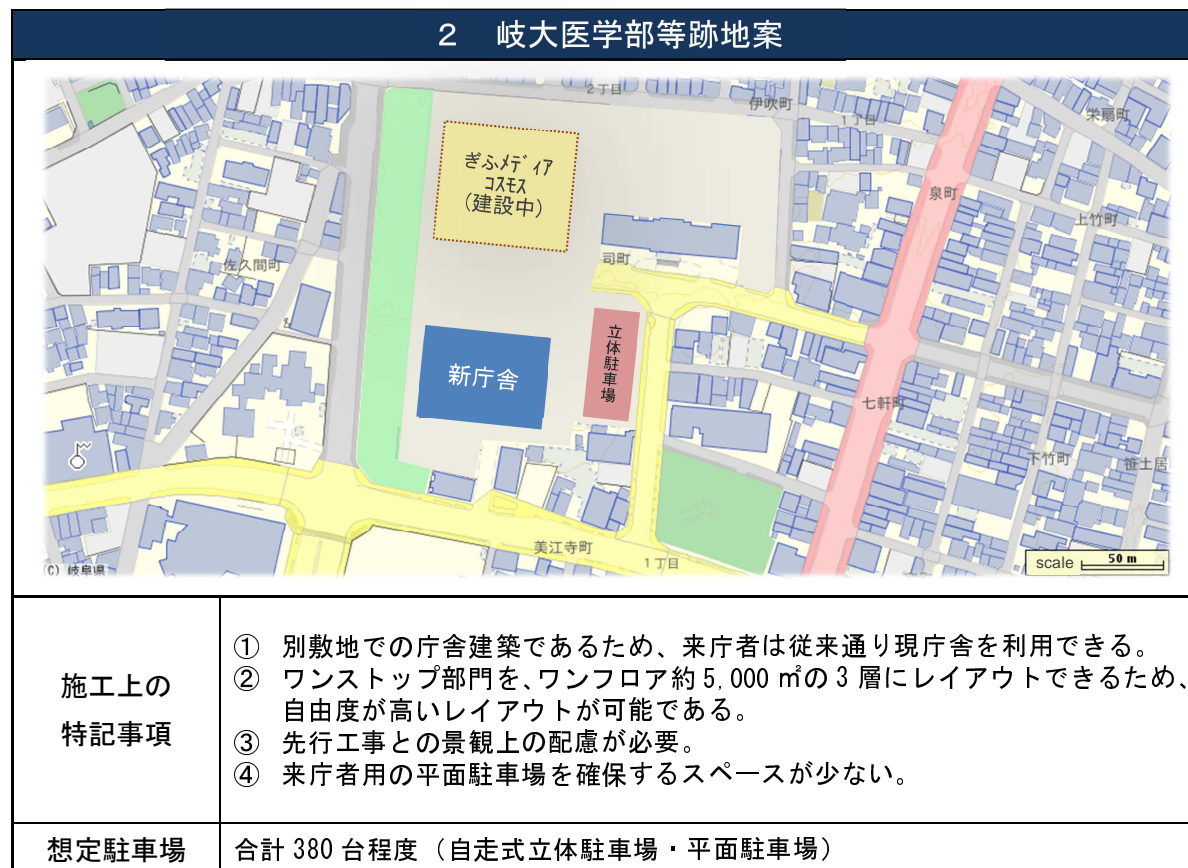 ２ 岐大医学部等跡地案
2丁目
伊吹町
1丁目
栄扇町
ぎふメディア
コスモス
(建設中)
泉町
上竹町
佐久間町
司町
立体駐車場
新庁舎
七軒町
下竹町
笹土居
美江寺町
1丁目
(C) 岐阜県
scale 50 m
施工上の
特記事項
① 別敷地での庁舎建築であるため、来庁者は従来通り現庁舎を利用できる。
② ワンストップ部門を、ワンフロア約5,000㎡の3層にレイアウトできるため、
自由度が高いレイアウトが可能である。
③ 先行工事との景観上の配慮が必要。
④ 来庁者用の平面駐車場を確保するスペースが少ない。
想定駐車場
合計380台程度（自走式立体駐車場・平面駐車場）